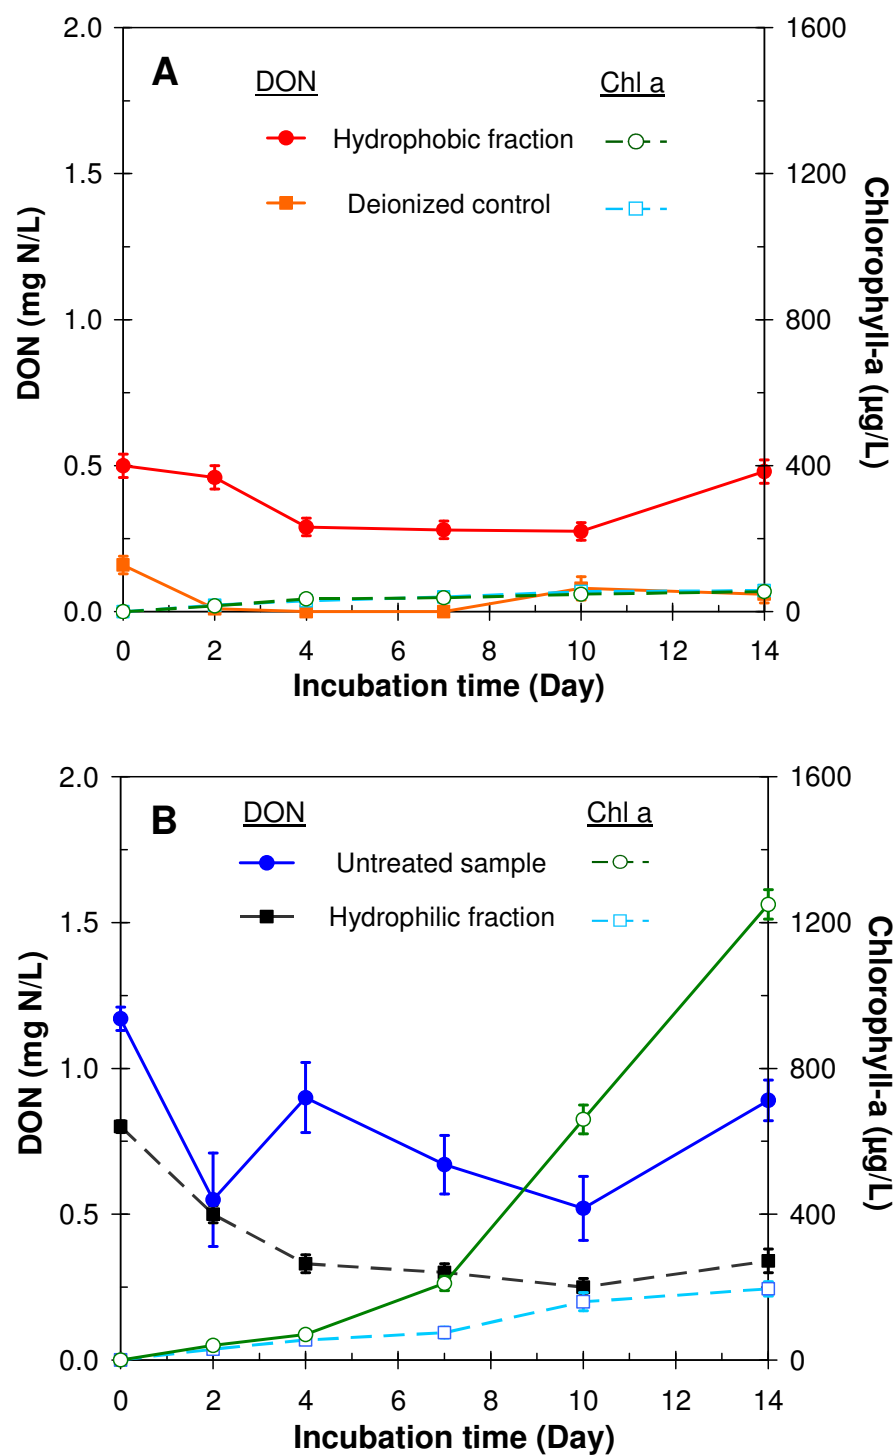 2.0 1600
A DON Chl a
Hydrophobic fraction
1.5 1200
Deionized control
DON (mg N/L)
Chlorophyll-a (µg/L)
1.0 800
0.5 400
0.0 0
0 2 4 6 8 10 12 14
Incubation time (Day)
2.0 1600
B DON Chl a
Untreated sample
Hydrophilic fraction
1.5 1200
DON (mg N/L)
Chlorophyll-a (µg/L)
1.0 800
0.5 400
0.0 0
0 2 4 6 8 10 12 14
Incubation time (Day)